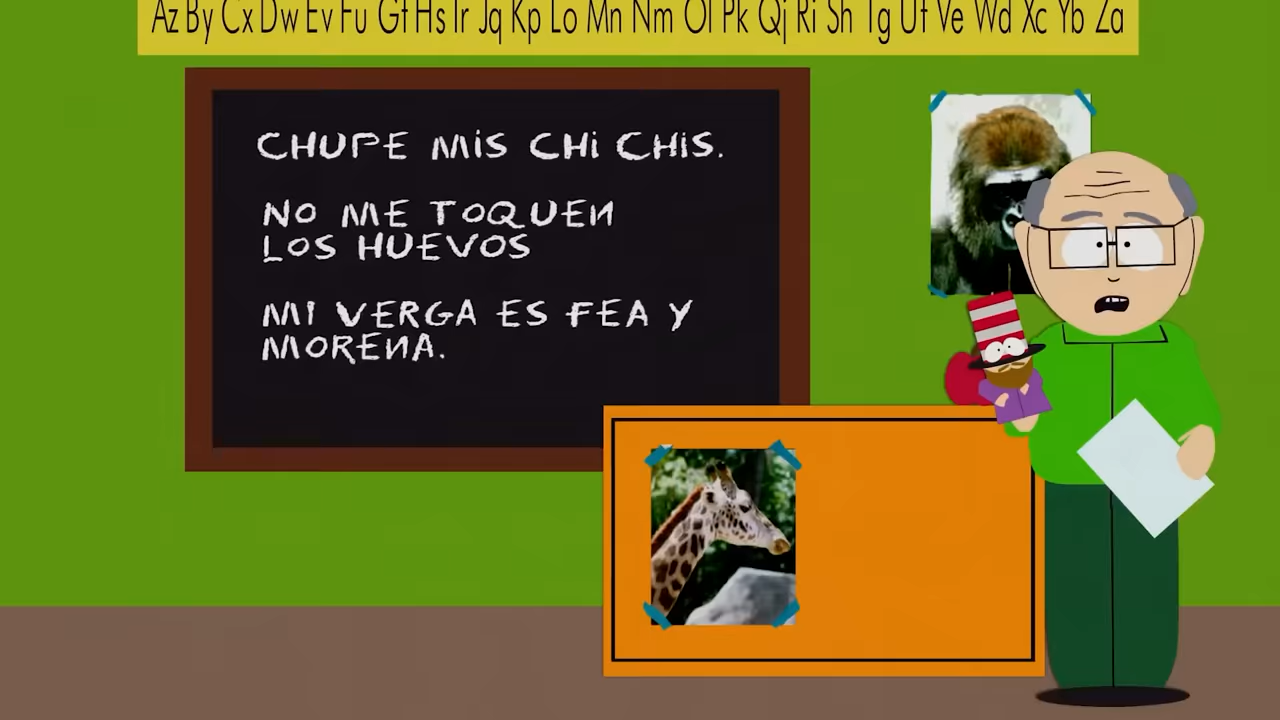 Az By Cx Dw Ev Fu Gt Hs Ir Jq Kp Lo Mn Nm Ol Pk Qj Ri Sh Tg Uf Ve Wd Xc Yb Za
CHUPE MiS CHi CHiS.
NO ME TOQUEN
LOS HUEVOS
MI VERGA ES FEA Y
MORENA.